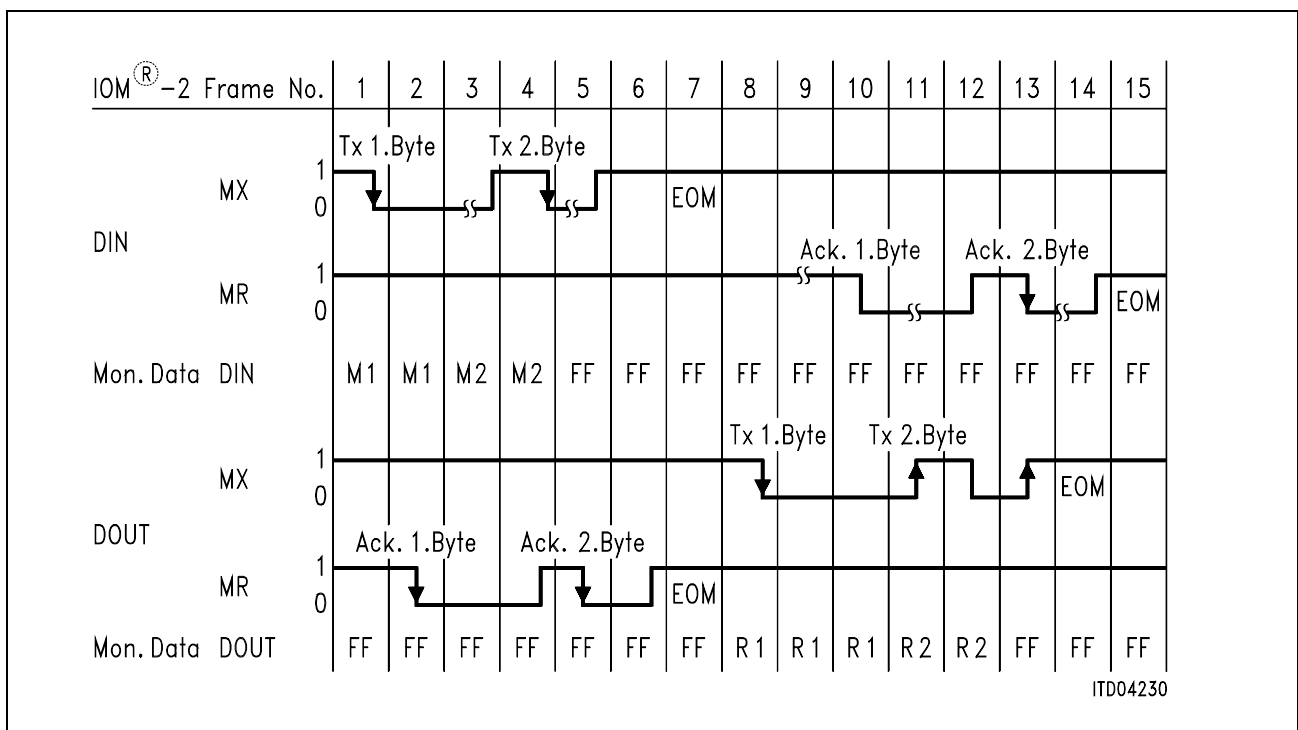 IOM®-2 Frame No. 1 2 3 4 5 6 7 8 9 10 11 12 13 14 15
Tx 1.Byte Tx 2.Byte
1
MX
0
EOM
DIN
Ack. 1.Byte Ack. 2.Byte
1
MR
0
EOM
Mon. Data DIN M1 M1 M2 M2 FF FF FF FF FF FF FF FF FF FF FF
Tx 1.Byte Tx 2.Byte
1
MX
0
EOM
DOUT
Ack. 1.Byte Ack. 2.Byte
1
MR
0
EOM
Mon. Data DOUT FF FF FF FF FF FF FF R1 R1 R1 R2 R2 FF FF FF
ITD04230